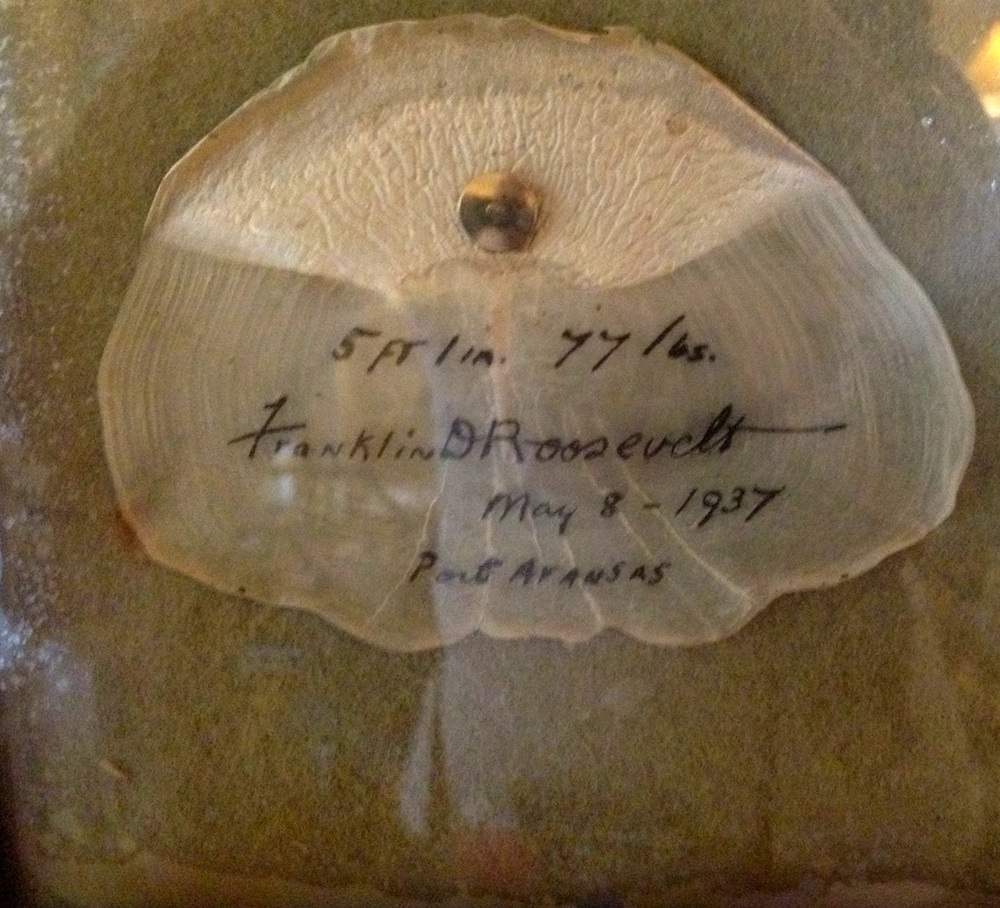 5 FT 1 in. 77 lbs.
Franklin D Roosevelt
May 8 - 1937
Port Aransas